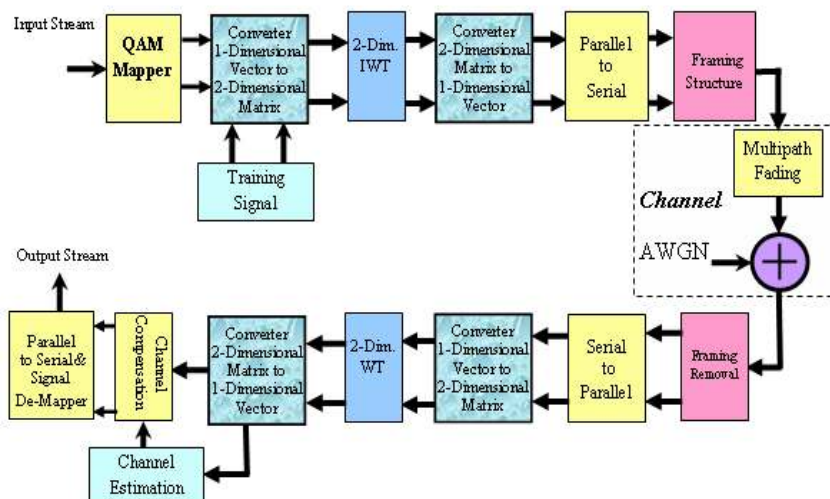 Input Stream
QAM
Mapper
Converter
1-Dimensional
Vector to
2-Dimensional
Matrix
2-Dim.
IWT
Converter
2-Dimensional
Matrix to
1-Dimensional
Vector
Parallel
to
Serial
Framing
Structure
Training
Signal
Multipath
Fading
Channel
AWGN
Output Stream
Parallel
to Serial&
Signal
De-Mapper
Channel
Compensation
Converter
2-Dimensional
Matrix to
1-Dimensional
Vector
2-Dim.
WT
Converter
1-Dimensional
Vector to
2-Dimensional
Matrix
Serial
to
Parallel
Framing
Removal
Channel
Estimation